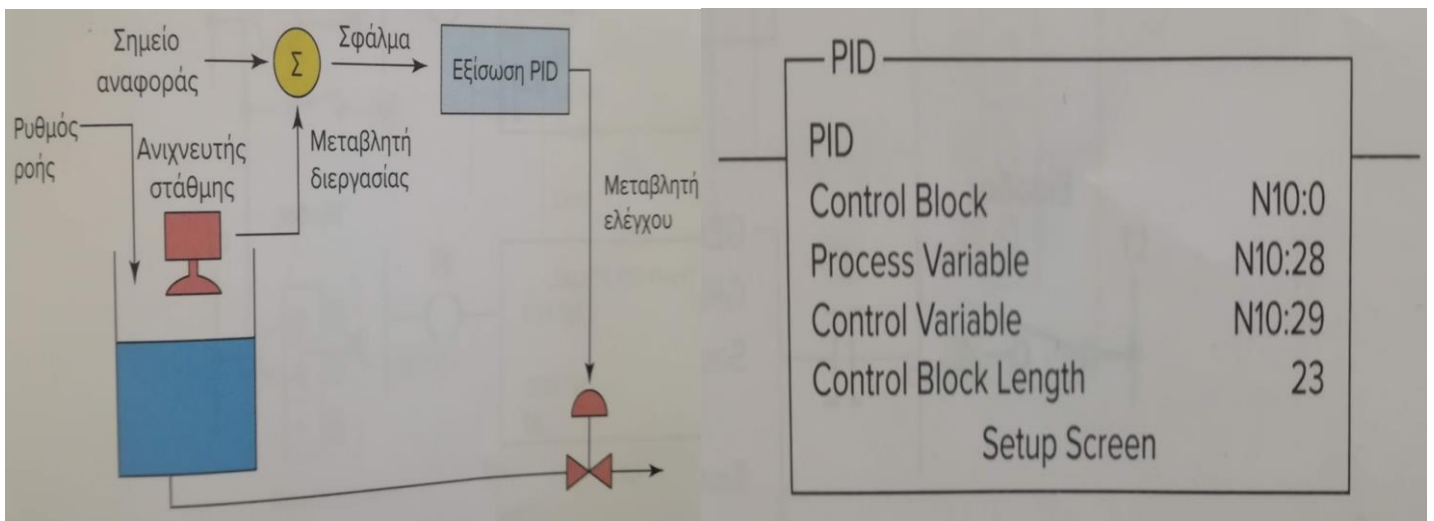 Σημείο
αναφοράς
Σ
Σφάλμα
Εξίσωση PID
Ρυθμός
ροής
Ανιχνευτής
στάθμης
Μεταβλητή
διεργασίας
Μεταβλητή
ελέγχου
PID
PID
Control Block N10:0
Process Variable N10:28
Control Variable N10:29
Control Block Length 23
Setup Screen